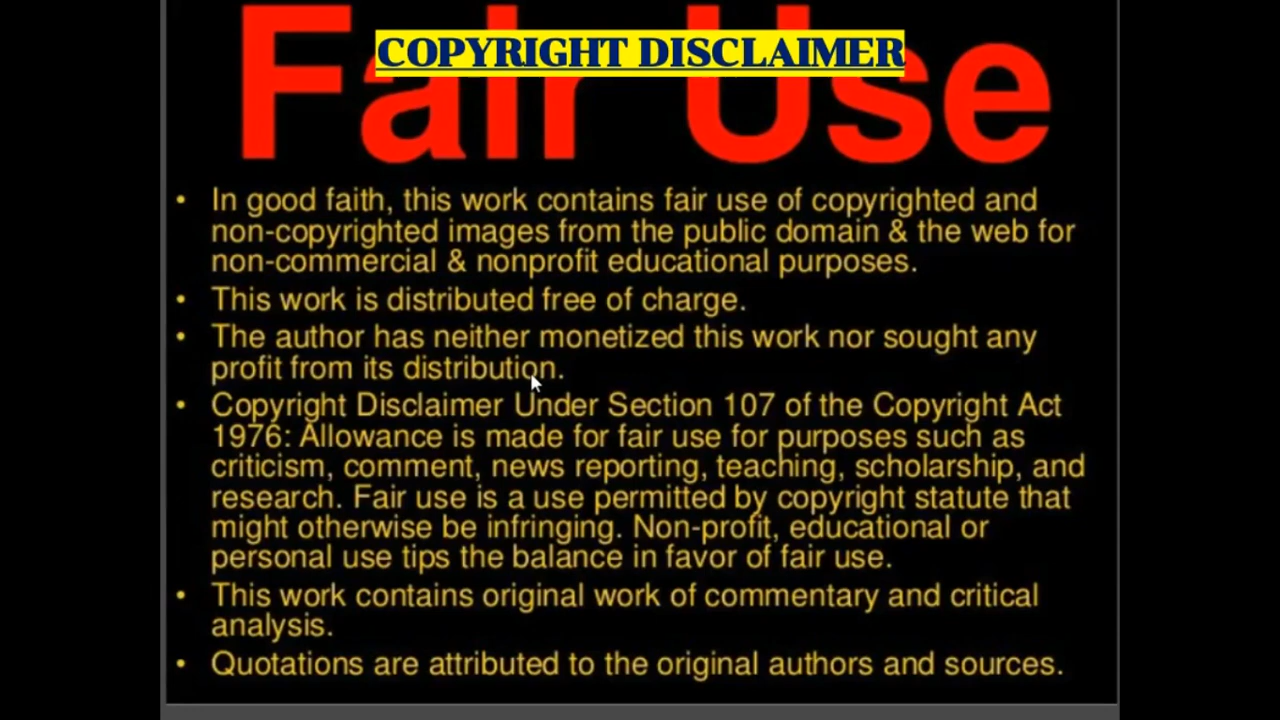 COPYRIGHT DISCLAIMER
Fair Use
• In good faith, this work contains fair use of copyrighted and
non-copyrighted images from the public domain & the web for
non-commercial & nonprofit educational purposes.
• This work is distributed free of charge.
• The author has neither monetized this work nor sought any
profit from its distribution.
• Copyright Disclaimer Under Section 107 of the Copyright Act
1976: Allowance is made for fair use for purposes such as
criticism, comment, news reporting, teaching, scholarship, and
research. Fair use is a use permitted by copyright statute that
might otherwise be infringing. Non-profit, educational or
personal use tips the balance in favor of fair use.
• This work contains original work of commentary and critical
analysis.
• Quotations are attributed to the original authors and sources.